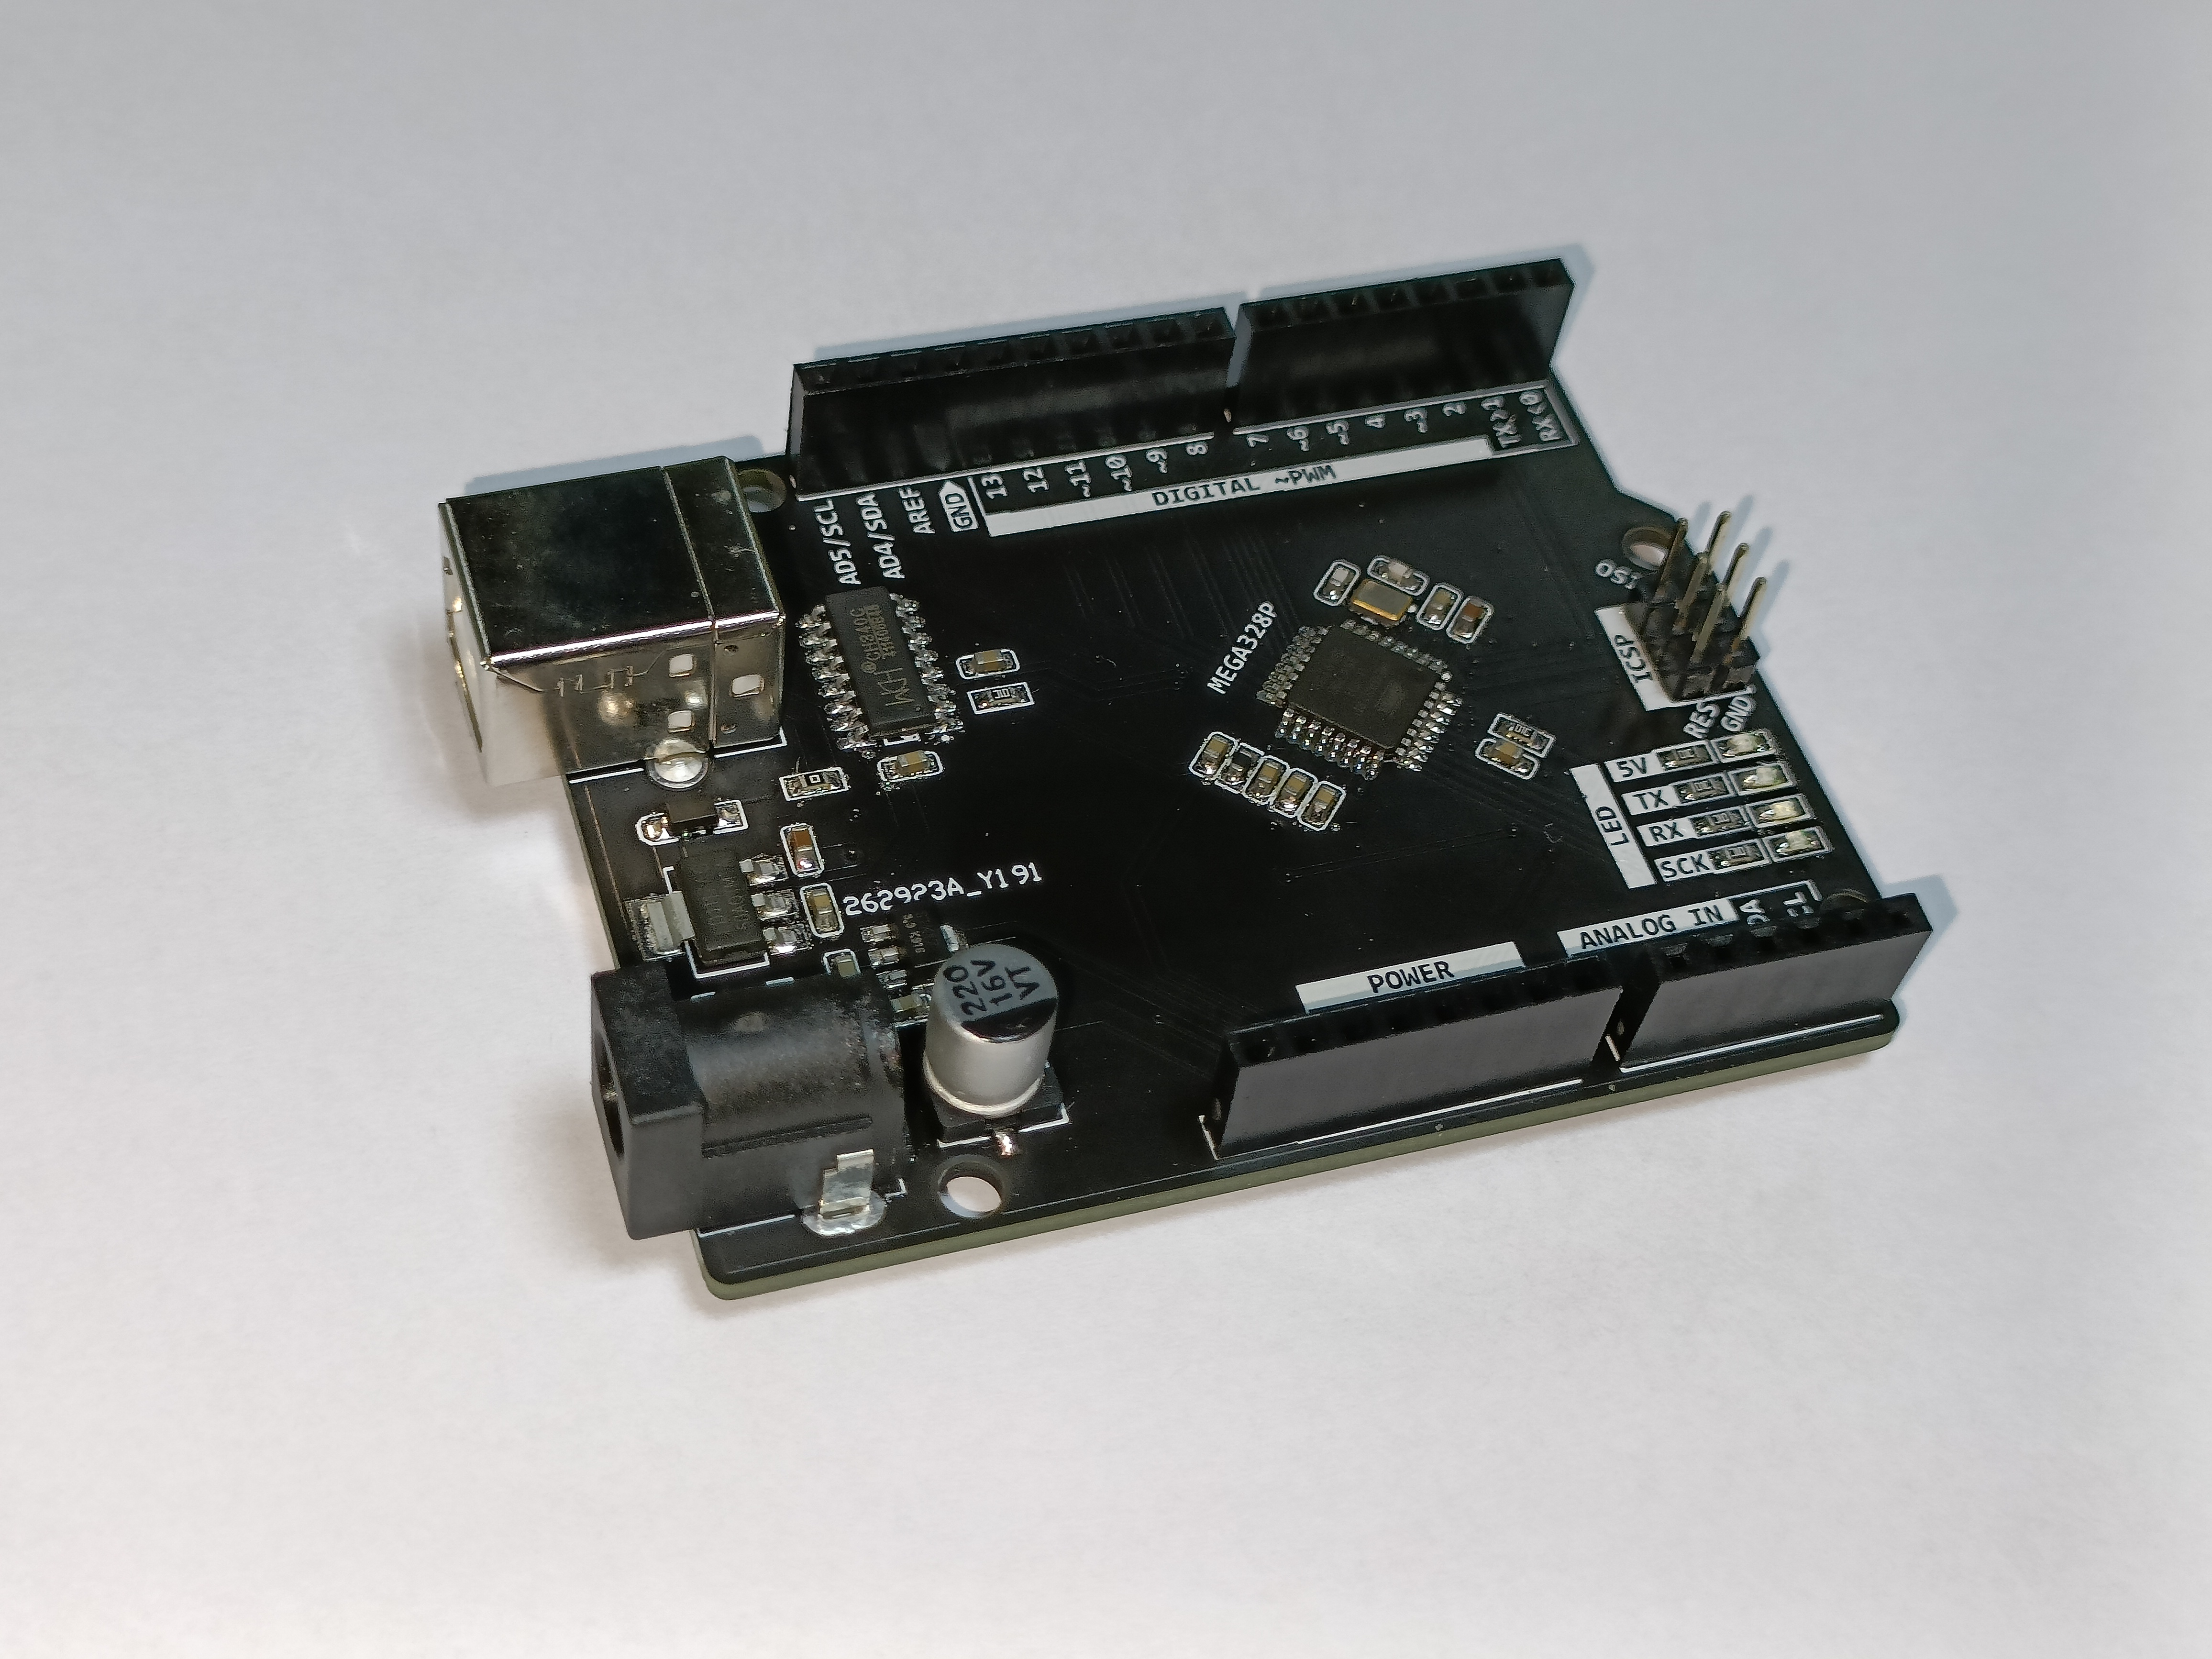 AD5/SCL
AD4/SDA
AREF
GND
13
12
~11
~10
~9
8
7
~6
~5
4
~3
2
TX>1
RX<0
DIGITAL ~PWM
MEGA328P
CH340C
ICSP
RES
GND
LED
5V
TX
RX
SCK
262923A_Y191
220
16V
VT
POWER
ANALOG IN